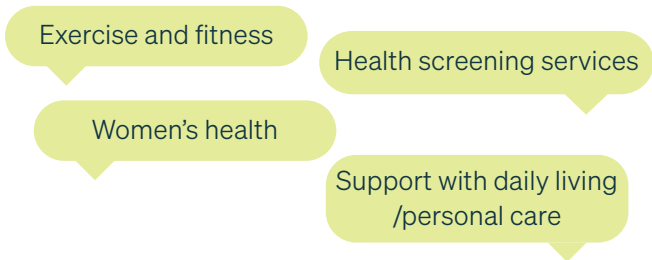 Exercise and fitness
Health screening services
Women’s health
Support with daily living
/personal care